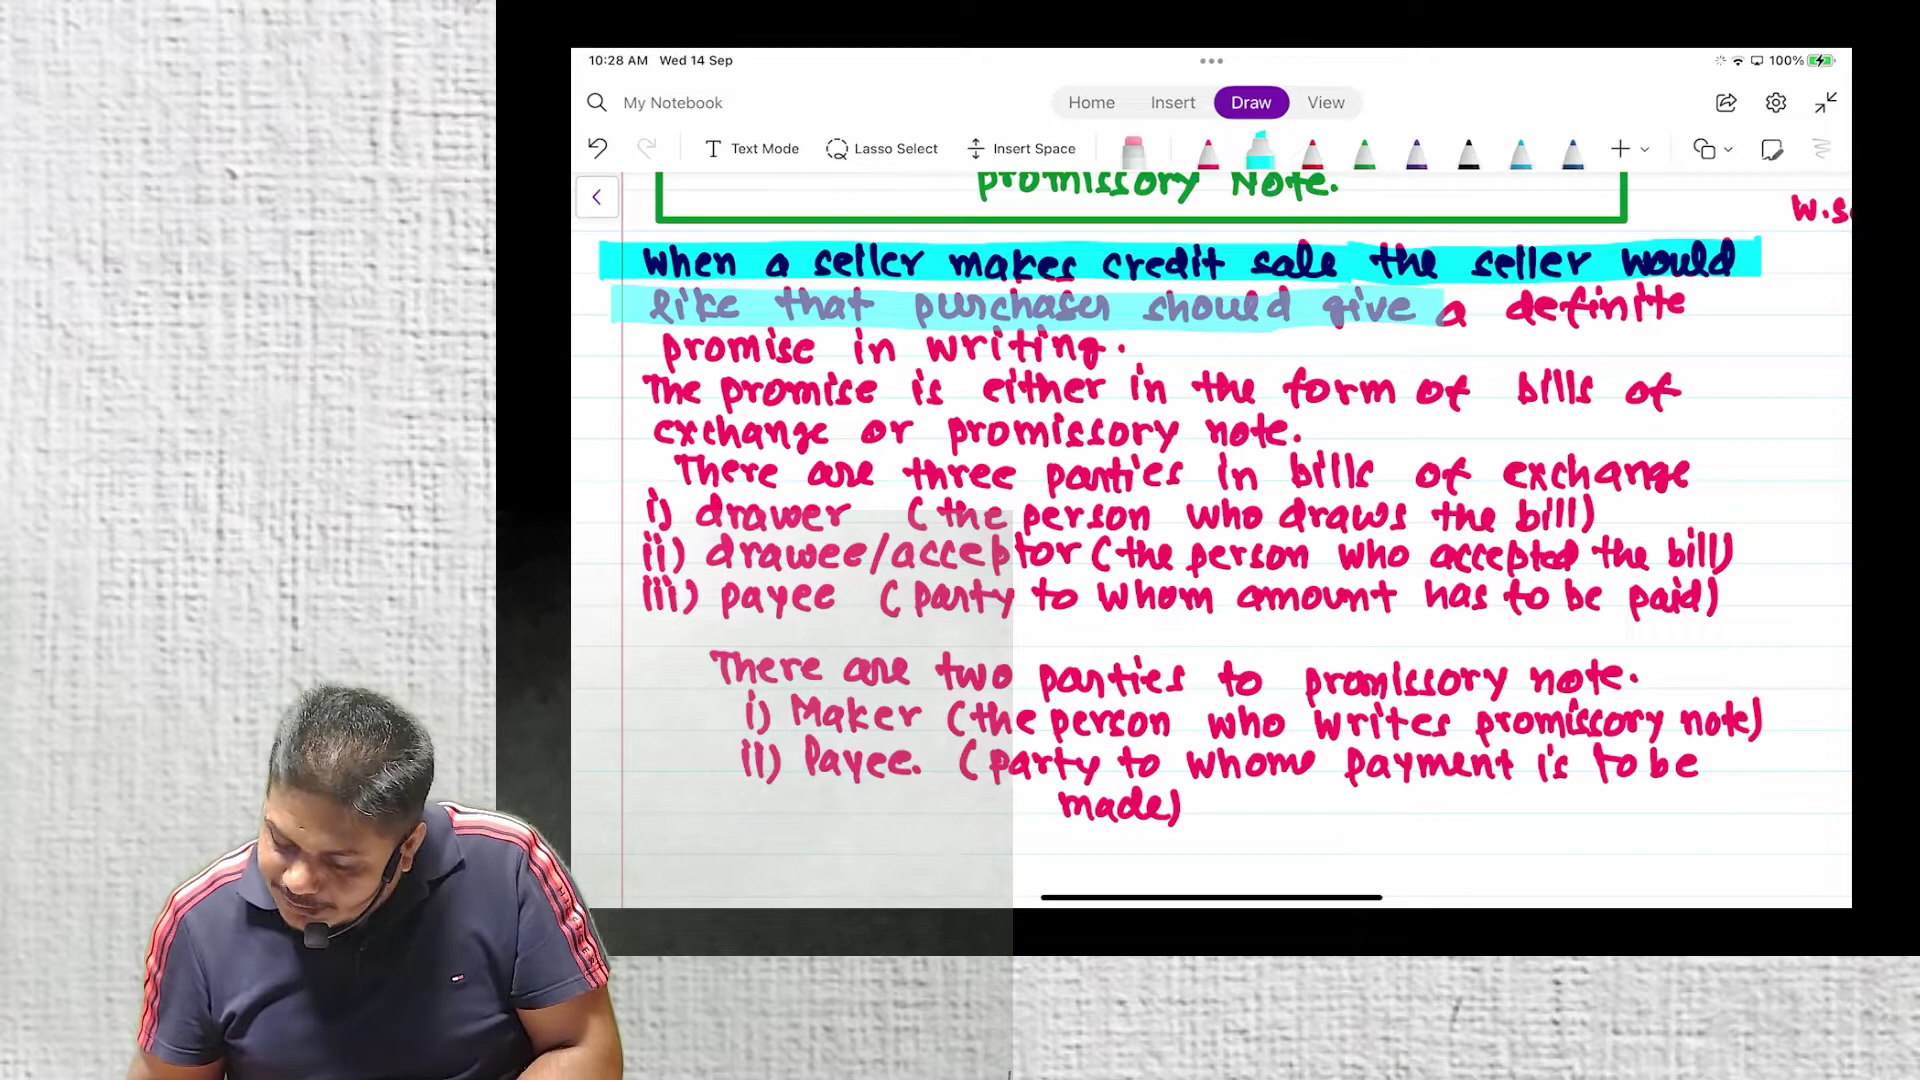 10:28 AM Wed 14 Sep
100%
My Notebook
Home Insert Draw View
Text Mode Lasso Select Insert Space
promissory Note.
When a seller makes credit sale the seller would
like that purchaser should give a definite
promise in writing.
The promise is either in the form of bills of
exchange or promissory note.
There are three parties in bills of exchange
i) drawer (the person who draws the bill)
ii) drawee/acceptor (the person who accepted the bill)
iii) payee (party to whom amount has to be paid)
There are two parties to promissory note.
i) Maker (the person who writes promissory note)
ii) Payee. (party to whome payment is to be
made)